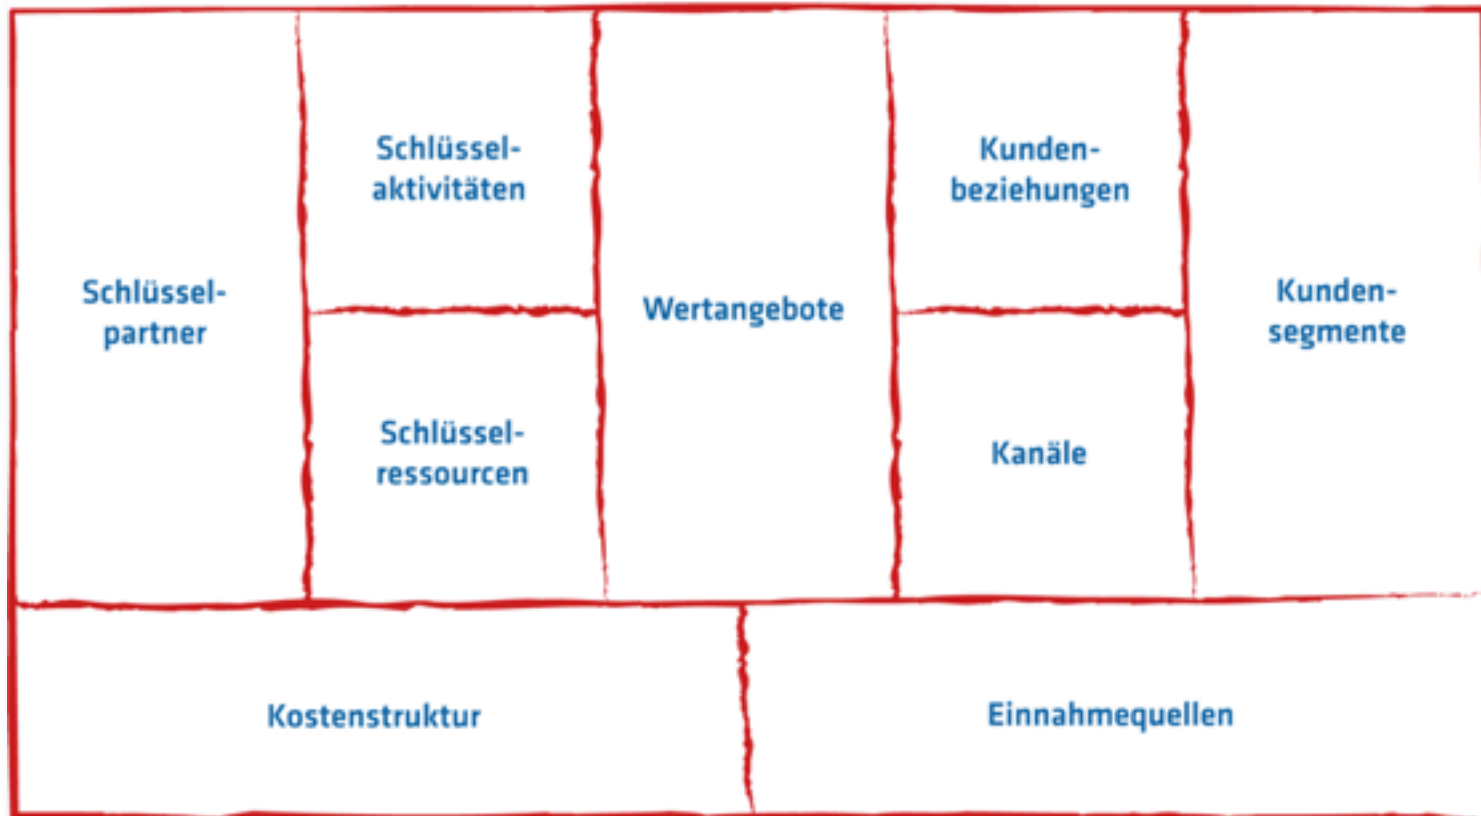 Schlüssel-
partner
Schlüssel-
aktivitäten
Schlüssel-
ressourcen
Wertangebote
Kunden-
beziehungen
Kanäle
Kunden-
segmente
Kostenstruktur
Einnahmequellen